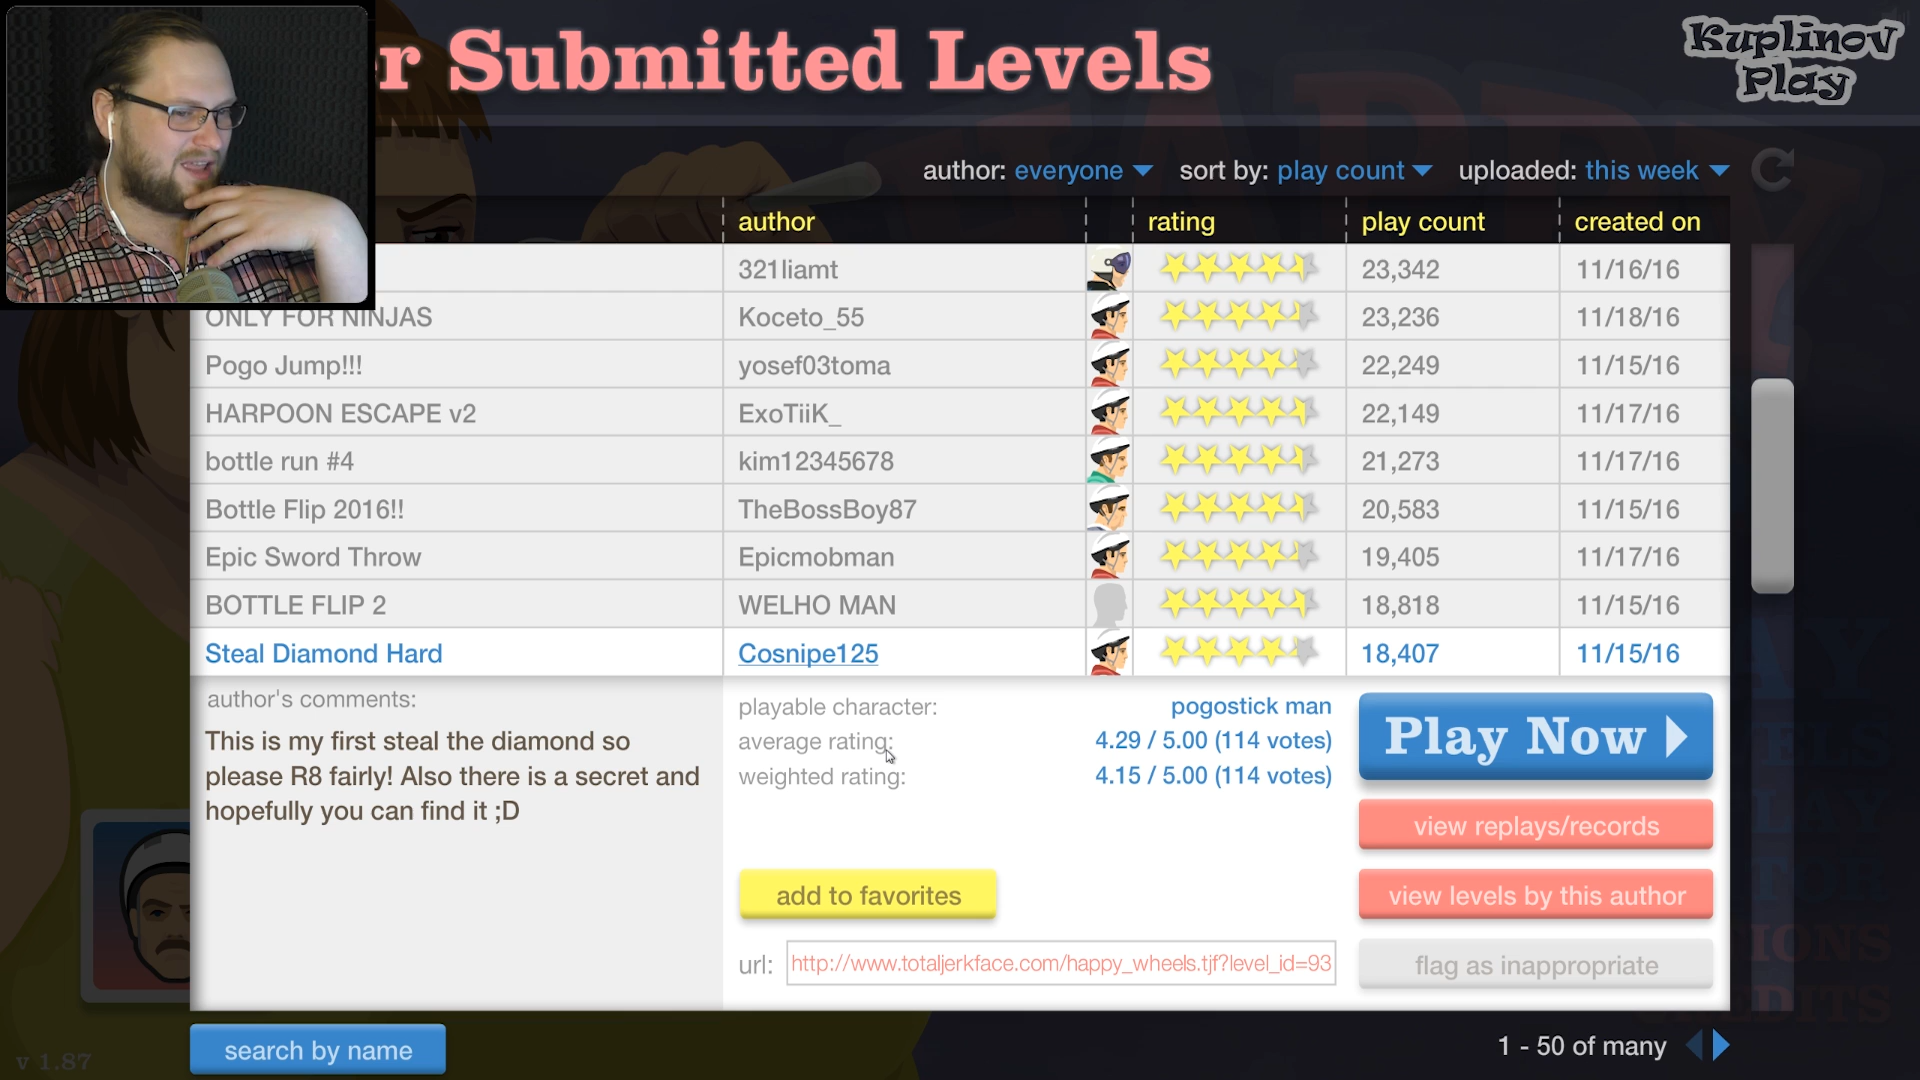 r Submitted Levels
Kuplinov
Play
author: everyone sort by: play count uploaded: this week
author rating play count created on
321liamt 23,342 11/16/16
ONLY FOR NINJAS Koceto_55 23,236 11/18/16
Pogo Jump!!! yosef03toma 22,249 11/15/16
HARPOON ESCAPE v2 ExoTiiK_ 22,149 11/17/16
bottle run #4 kim12345678 21,273 11/17/16
Bottle Flip 2016!! TheBossBoy87 20,583 11/15/16
Epic Sword Throw Epicmobman 19,405 11/17/16
BOTTLE FLIP 2 WELHO MAN 18,818 11/15/16
Steal Diamond Hard Cosnipe125 18,407 11/15/16
author's comments:
This is my first steal the diamond so
please R8 fairly! Also there is a secret and
hopefully you can find it ;D
playable character: pogostick man
average rating: 4.29 / 5.00 (114 votes)
weighted rating: 4.15 / 5.00 (114 votes)
add to favorites
url: http://www.totaljerkface.com/happy_wheels.tjf?level_id=93
Play Now
view replays/records
view levels by this author
flag as inappropriate
search by name
1 - 50 of many
v 1.87